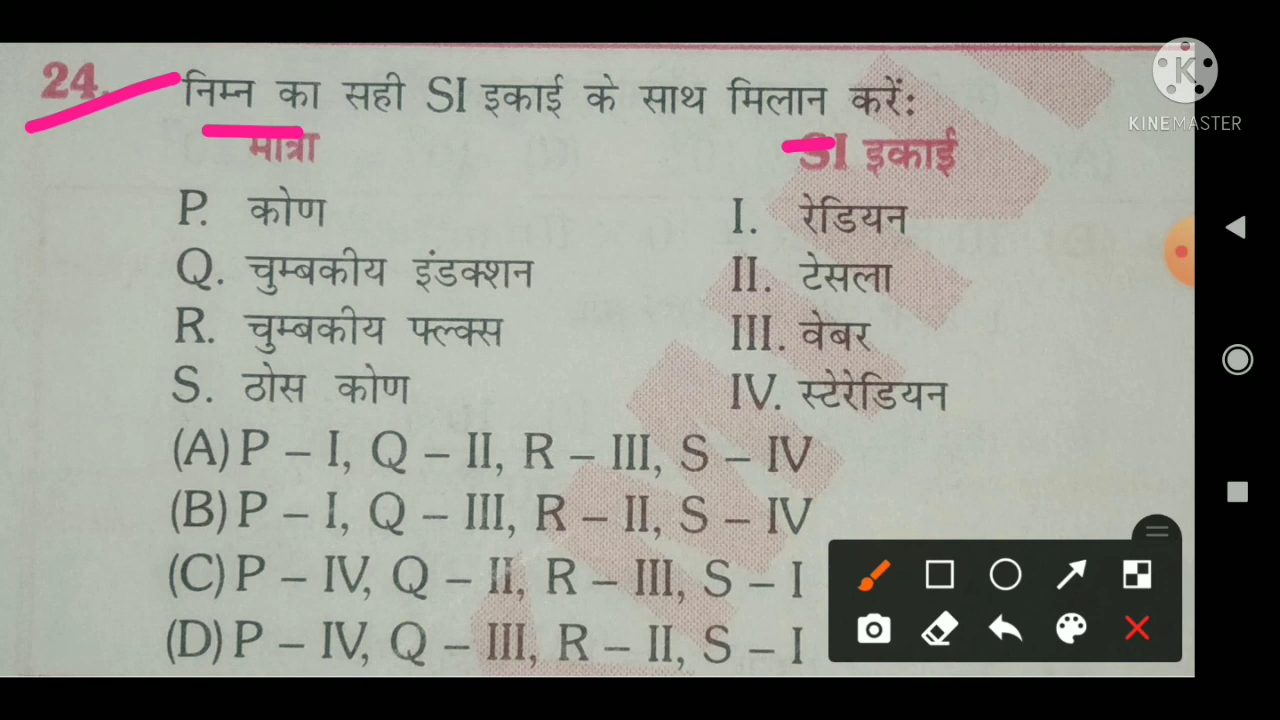 24. निम्न का सही SI इकाई के साथ मिलान करें:
KINEMASTER
मात्रा SI इकाई
P. कोण I. रेडियन
Q. चुम्बकीय इंडक्शन II. टेसला
R. चुम्बकीय फ्ल्क्स III. वेबर
S. ठोस कोण IV. स्टेरेडियन
(A) P – I, Q – II, R – III, S – IV
(B) P – I, Q – III, R – II, S – IV
(C) P – IV, Q – II, R – III, S – I
(D) P – IV, Q – III, R – II, S – I